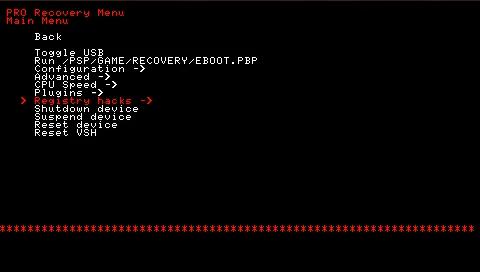 PRO Recovery Menu
Main Menu
Back
Toggle USB
Run /PSP/GAME/RECOVERY/EBOOT.PBP
Configuration ->
Advanced ->
CPU Speed ->
Plugins ->
> Registry hacks ->
Shutdown device
Suspend device
Reset device
Reset VSH
********************************************************************